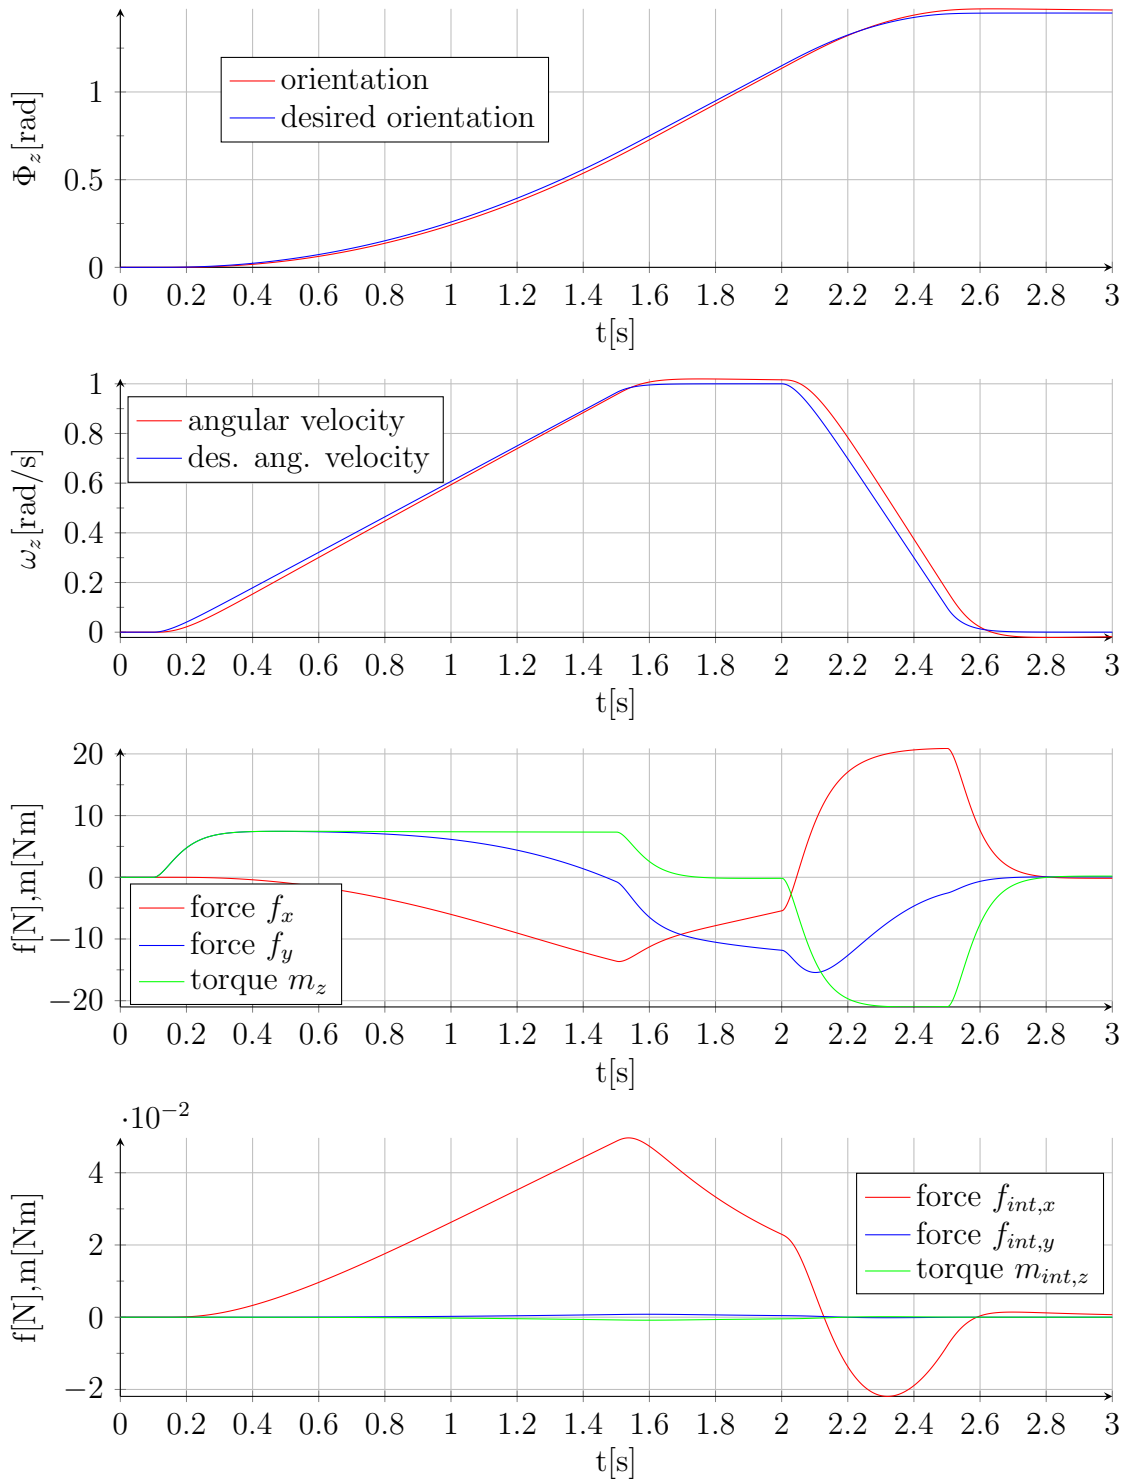 1
0.5
0
Φz[rad]
orientation
desired orientation
0 0.2 0.4 0.6 0.8 1 1.2 1.4 1.6 1.8 2 2.2 2.4 2.6 2.8 3
t[s]
1
0.8
0.6
0.4
0.2
0
ωz[rad/s]
angular velocity
des. ang. velocity
0 0.2 0.4 0.6 0.8 1 1.2 1.4 1.6 1.8 2 2.2 2.4 2.6 2.8 3
t[s]
20
10
0
−10
−20
f[N],m[Nm]
force fx
force fy
torque mz
0 0.2 0.4 0.6 0.8 1 1.2 1.4 1.6 1.8 2 2.2 2.4 2.6 2.8 3
t[s]
·10−2
4
2
0
−2
f[N],m[Nm]
force fint,x
force fint,y
torque mint,z
0 0.2 0.4 0.6 0.8 1 1.2 1.4 1.6 1.8 2 2.2 2.4 2.6 2.8 3
t[s]